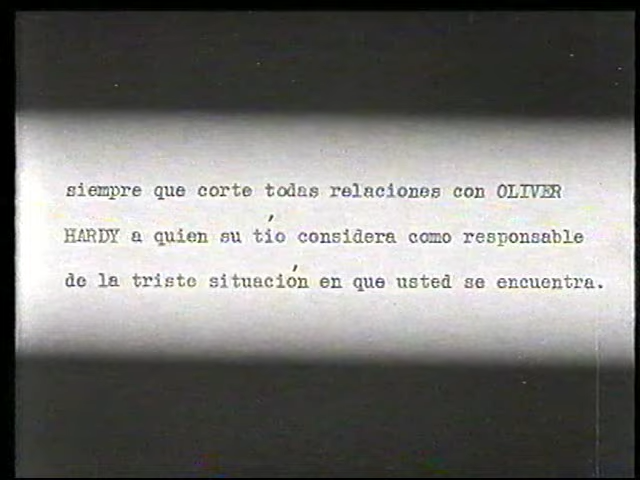 siempre que corte todas relaciones con OLIVER
HARDY a quien su tío considera como responsable
de la triste situación en que usted se encuentra.